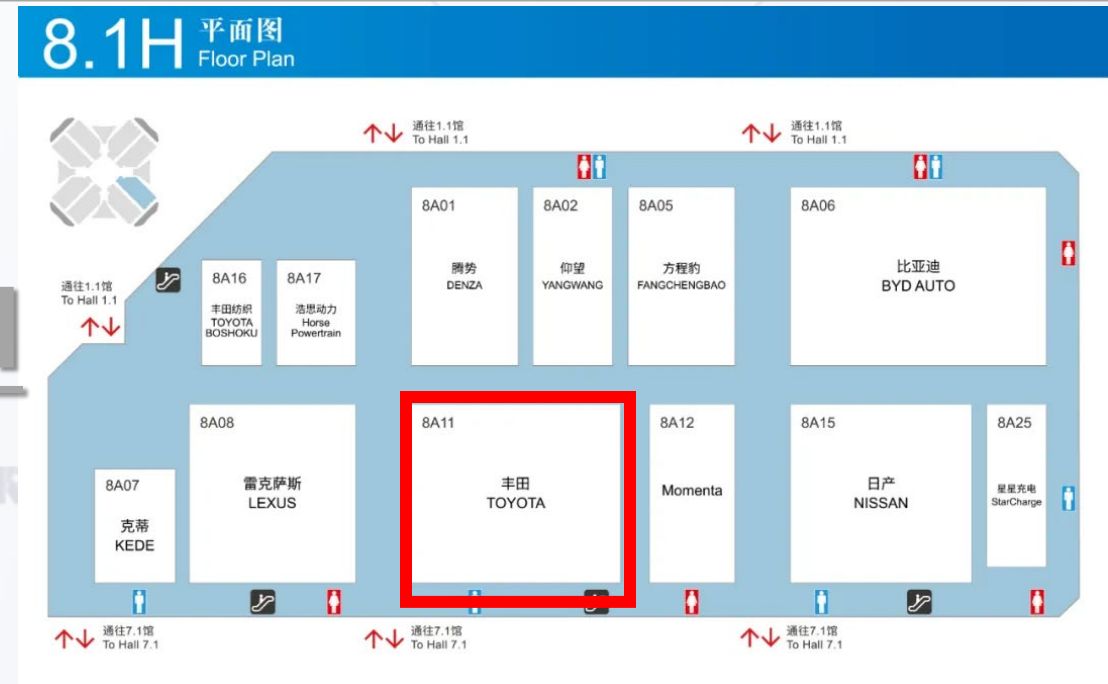 8.1H
平面图
Floor Plan
通往1.1馆
To Hall 1.1
通往1.1馆
To Hall 1.1
通往1.1馆
To Hall 1.1
8A16
丰田纺织
TOYOTA
BOSHOKU
8A17
浩思动力
Horse
Powertrain
8A01
腾势
DENZA
8A02
仰望
YANGWANG
8A05
方程豹
FANGCHENGBAO
8A06
比亚迪
BYD AUTO
8A07
克蒂
KEDE
8A08
雷克萨斯
LEXUS
8A11
丰田
TOYOTA
8A12
Momenta
8A15
日产
NISSAN
8A25
星星充电
StarCharge
通往7.1馆
To Hall 7.1
通往7.1馆
To Hall 7.1
通往7.1馆
To Hall 7.1